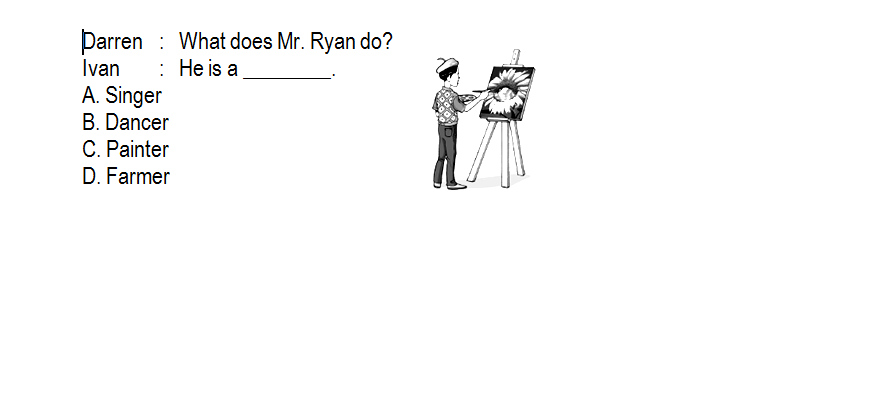 Darren : What does Mr. Ryan do?
Ivan : He is a ________.
A. Singer
B. Dancer
C. Painter
D. Farmer